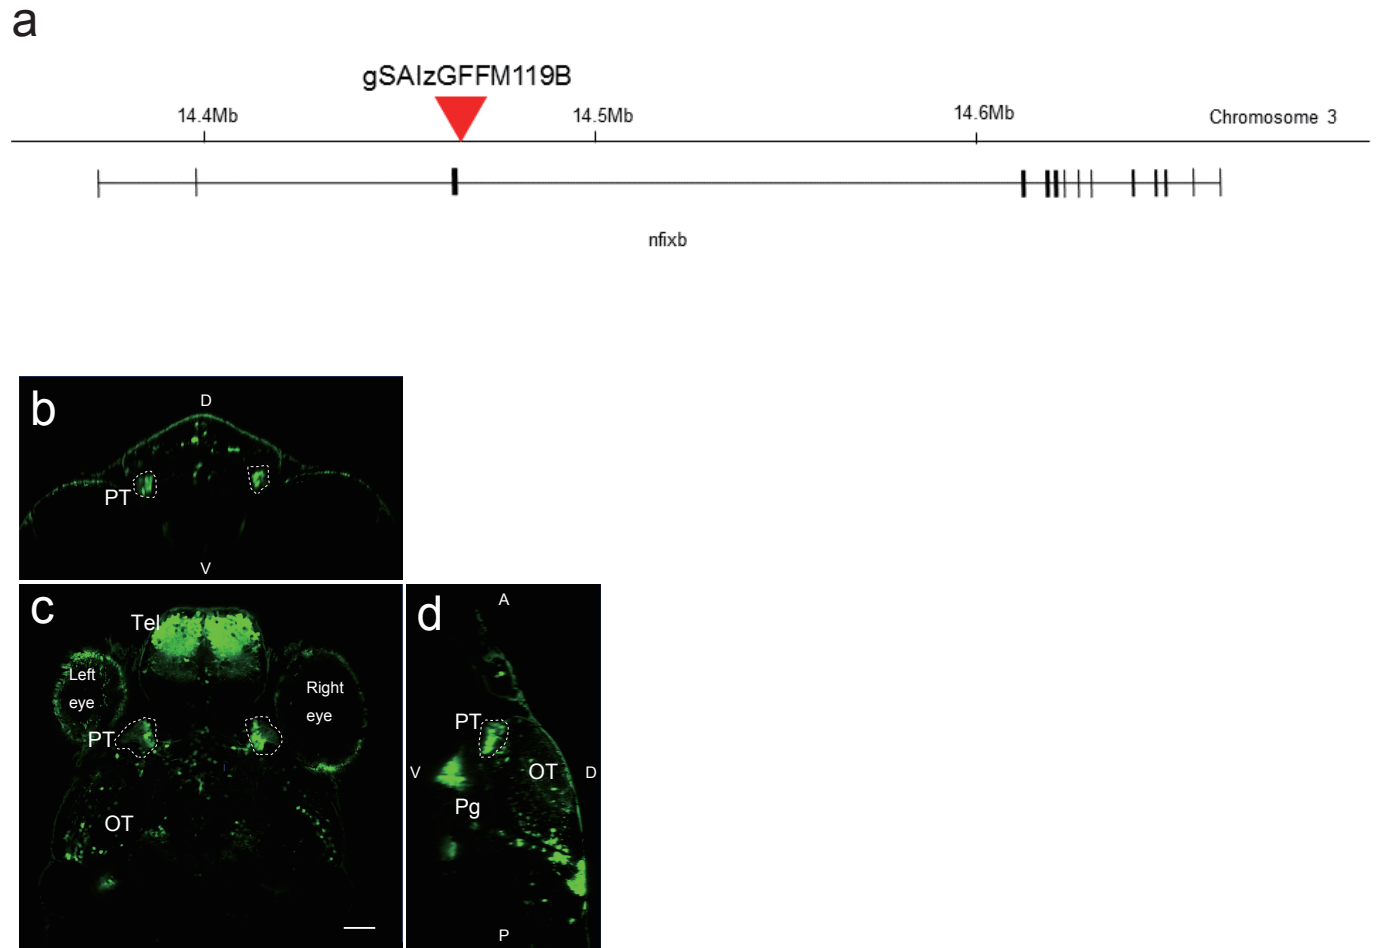 a
gSAIzGFFM119B
14.4Mb
14.5Mb
14.6Mb
Chromosome 3
nfixb
b
D
PT
V
c
Tel
Left
eye
Right
eye
PT
OT
d
A
PT
V
OT
D
Pg
P